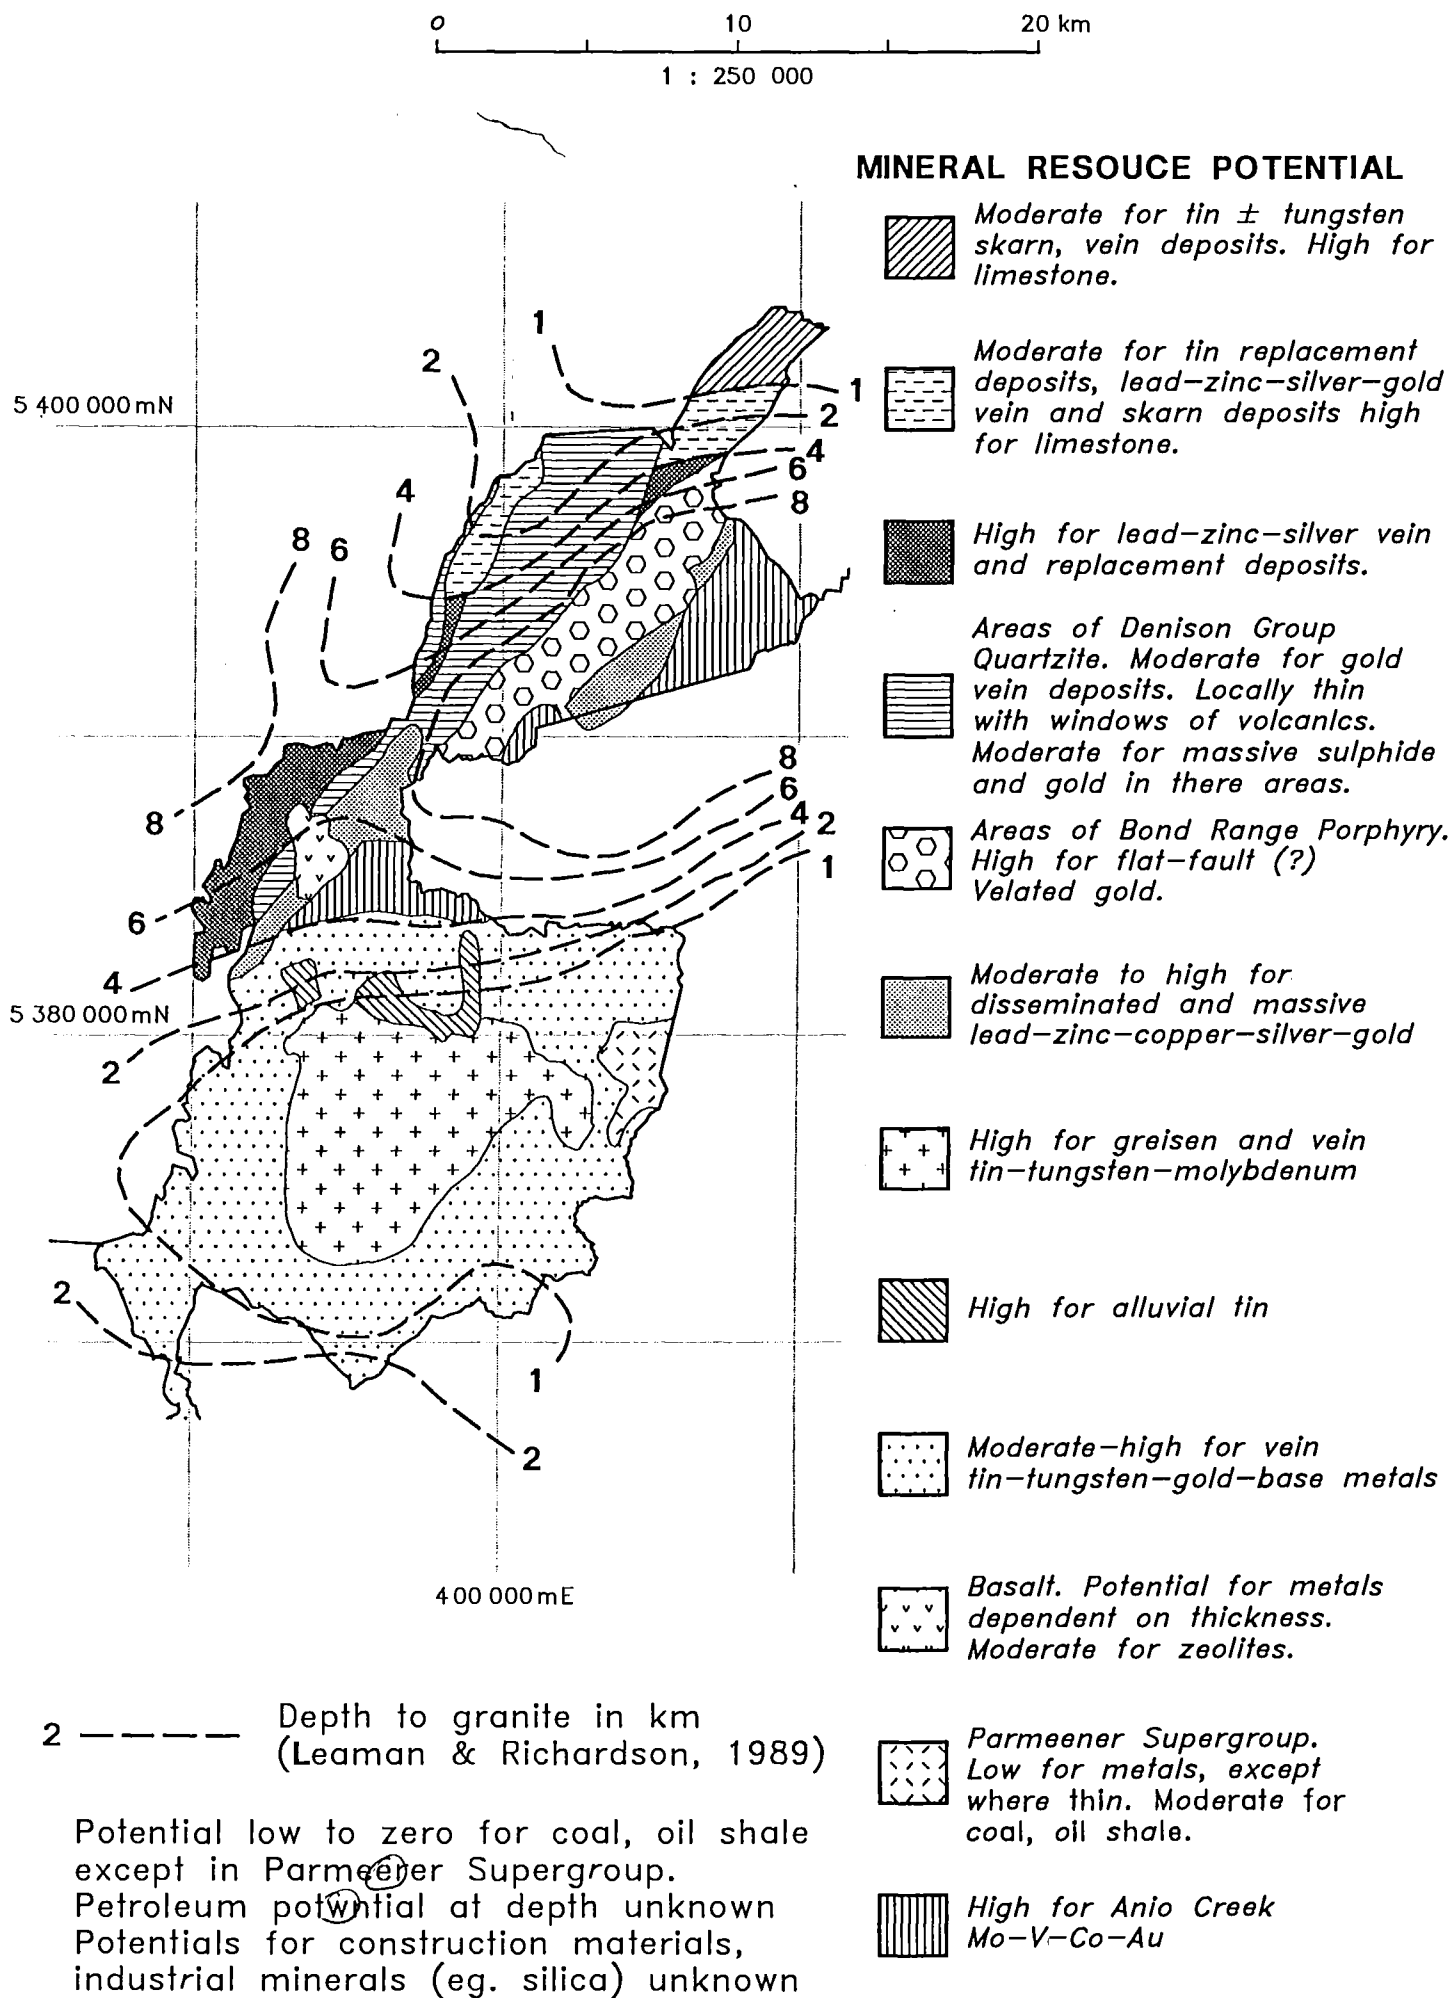 0 10 20 km
1 : 250 000
MINERAL RESOUCE POTENTIAL
Moderate for tin ± tungsten
skarn, vein deposits. High for
limestone.
Moderate for tin replacement
deposits, lead-zinc-silver-gold
vein and skarn deposits high
for limestone.
High for lead-zinc-silver vein
and replacement deposits.
Areas of Denison Group
Quartzite. Moderate for gold
vein deposits. Locally thin
with windows of volcanics.
Moderate for massive sulphide
and gold in there areas.
Areas of Bond Range Porphyry.
High for flat-fault (?)
Velated gold.
Moderate to high for
disseminated and massive
lead-zinc-copper-silver-gold
High for greisen and vein
tin-tungsten-molybdenum
High for alluvial tin
Moderate-high for vein
tin-tungsten-gold-base metals
Basalt. Potential for metals
dependent on thickness.
Moderate for zeolites.
Parmeener Supergroup.
Low for metals, except
where thin. Moderate for
coal, oil shale.
High for Anio Creek
Mo-V-Co-Au
1
2
1
5 400 000 mN
2
4
4
6
8
8
6
8
8
6
4
2
1
6
4
5 380 000 mN
2
2
1
2
400 000 mE
2
Depth to granite in km
(Leaman & Richardson, 1989)
Potential low to zero for coal, oil shale
except in Parmeerer Supergroup.
Petroleum potwntial at depth unknown
Potentials for construction materials,
industrial minerals (eg. silica) unknown